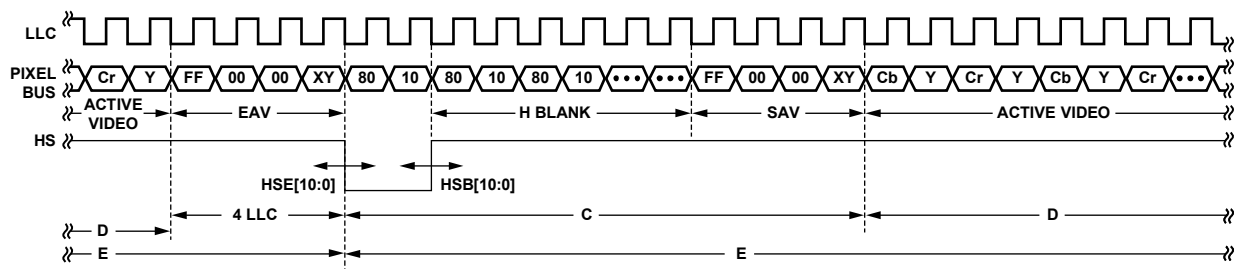 LLC
PIXEL BUS Cr Y FF 00 00 XY 80 10 80 10 80 10 ••• ••• FF 00 00 XY Cb Y Cr Y Cb Y Cr •••
ACTIVE VIDEO EAV H BLANK SAV ACTIVE VIDEO
HS
HSE[10:0] HSB[10:0]
4 LLC C D
D
E E